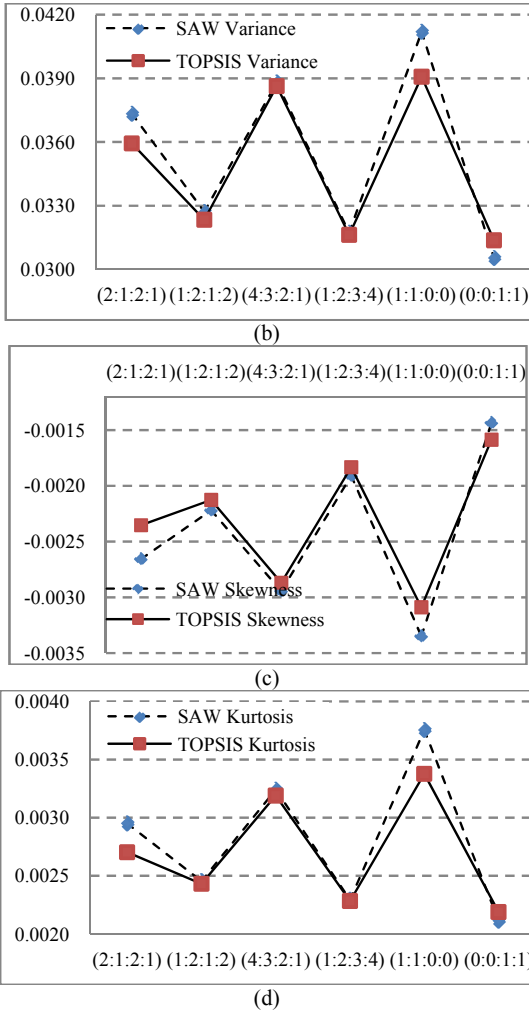 0.0420
SAW Variance
TOPSIS Variance
0.0390
0.0360
0.0330
0.0300
(2:1:2:1) (1:2:1:2) (4:3:2:1) (1:2:3:4) (1:1:0:0) (0:0:1:1)
(b)
(2:1:2:1) (1:2:1:2) (4:3:2:1) (1:2:3:4) (1:1:0:0) (0:0:1:1)
-0.0015
-0.0020
-0.0025
SAW Skewness
-0.0030
TOPSIS Skewness
-0.0035
(c)
0.0040
SAW Kurtosis
TOPSIS Kurtosis
0.0035
0.0030
0.0025
0.0020
(2:1:2:1) (1:2:1:2) (4:3:2:1) (1:2:3:4) (1:1:0:0) (0:0:1:1)
(d)